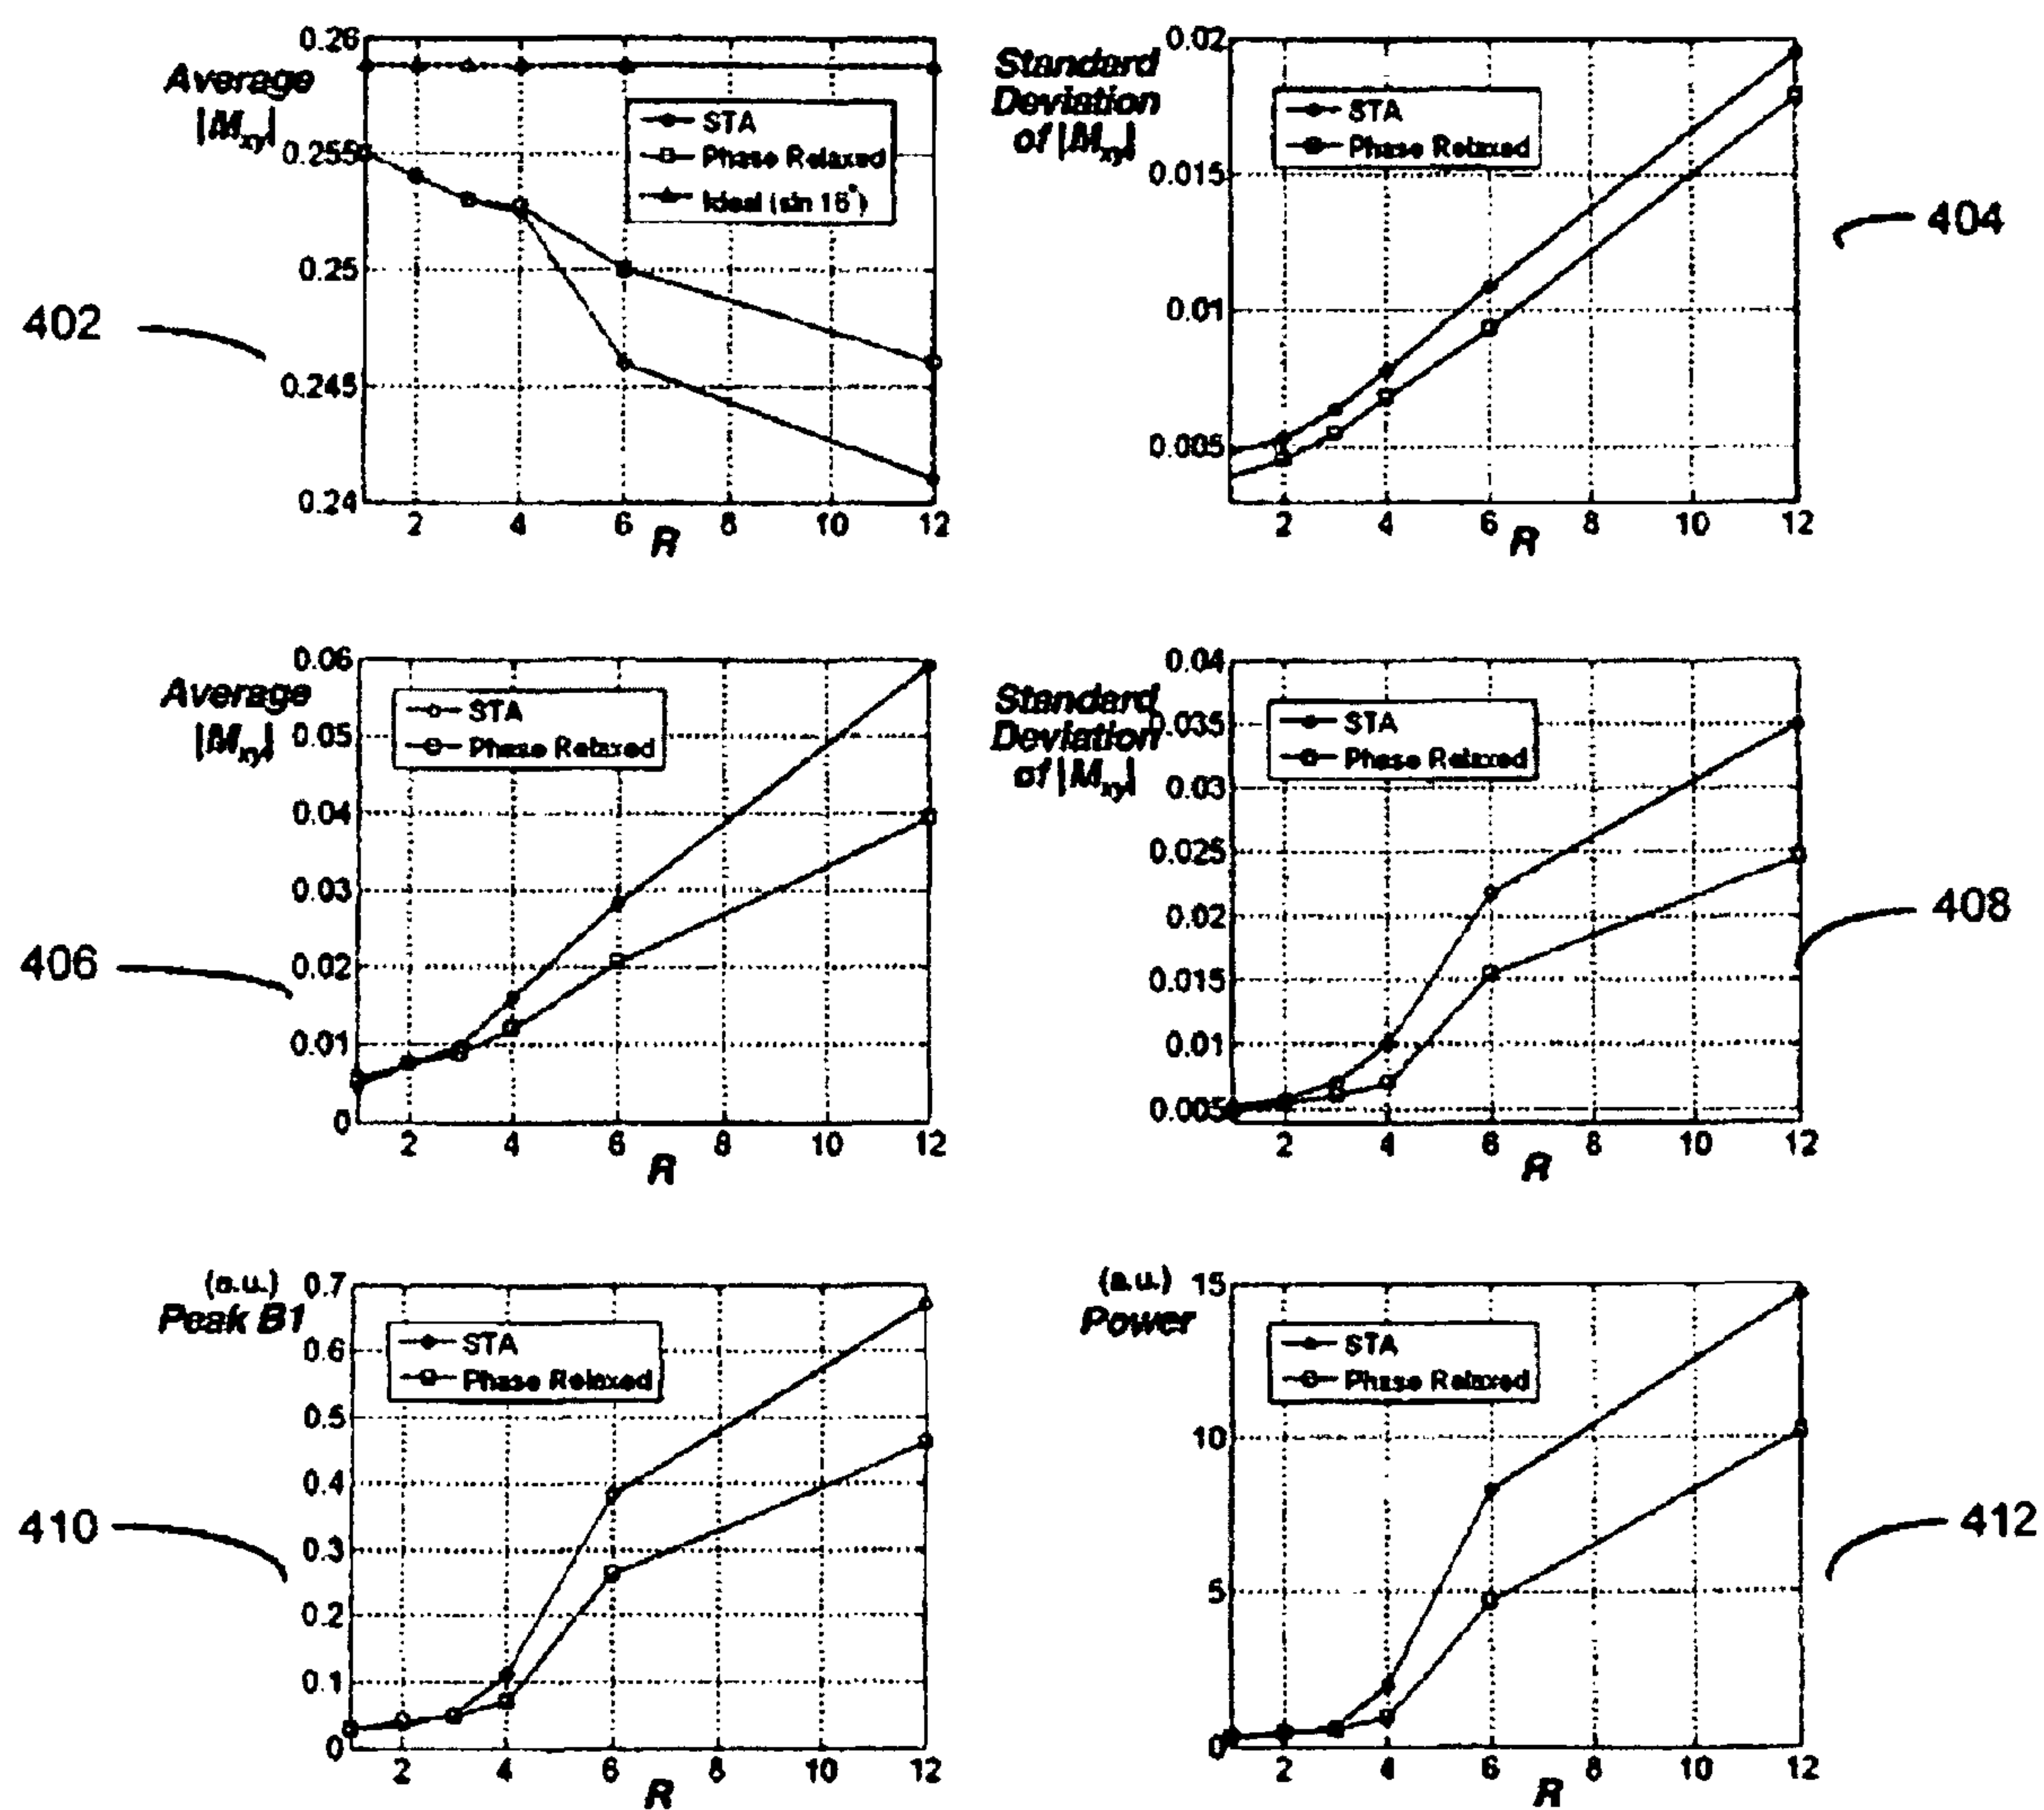 0.26
Average
|Mxy|
0.255
0.25
0.245
0.24
2 4 6 8 10 12
R
STA
Phase Relaxed
Ideal (sin 15°)
402
Standard
Deviation
of |Mxy|
0.02
0.015
0.01
0.005
2 4 6 8 10 12
R
STA
Phase Relaxed
404
Average
|Mxy|
0.06
0.05
0.04
0.03
0.02
0.01
0
2 4 6 8 10 12
R
STA
Phase Relaxed
406
Standard
Deviation
of |Mxy|
0.04
0.035
0.03
0.025
0.02
0.015
0.01
0.005
2 4 6 8 10 12
R
STA
Phase Relaxed
408
(a.u.)
Peak B1
0.7
0.6
0.5
0.4
0.3
0.2
0.1
0
2 4 6 8 10 12
R
STA
Phase Relaxed
410
(a.u.)
Power
15
10
5
0
2 4 6 8 10 12
R
STA
Phase Relaxed
412